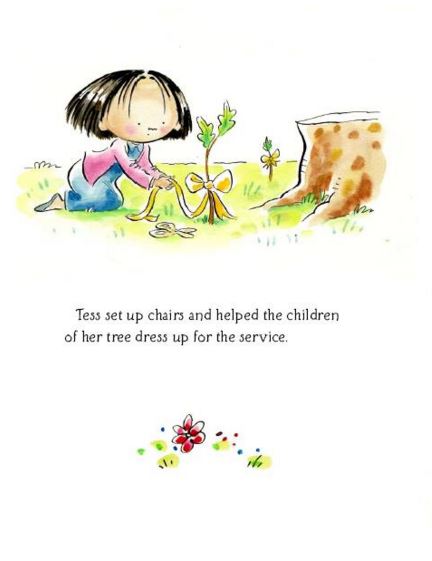 Tess set up chairs and helped the children
of her tree dress up for the service.